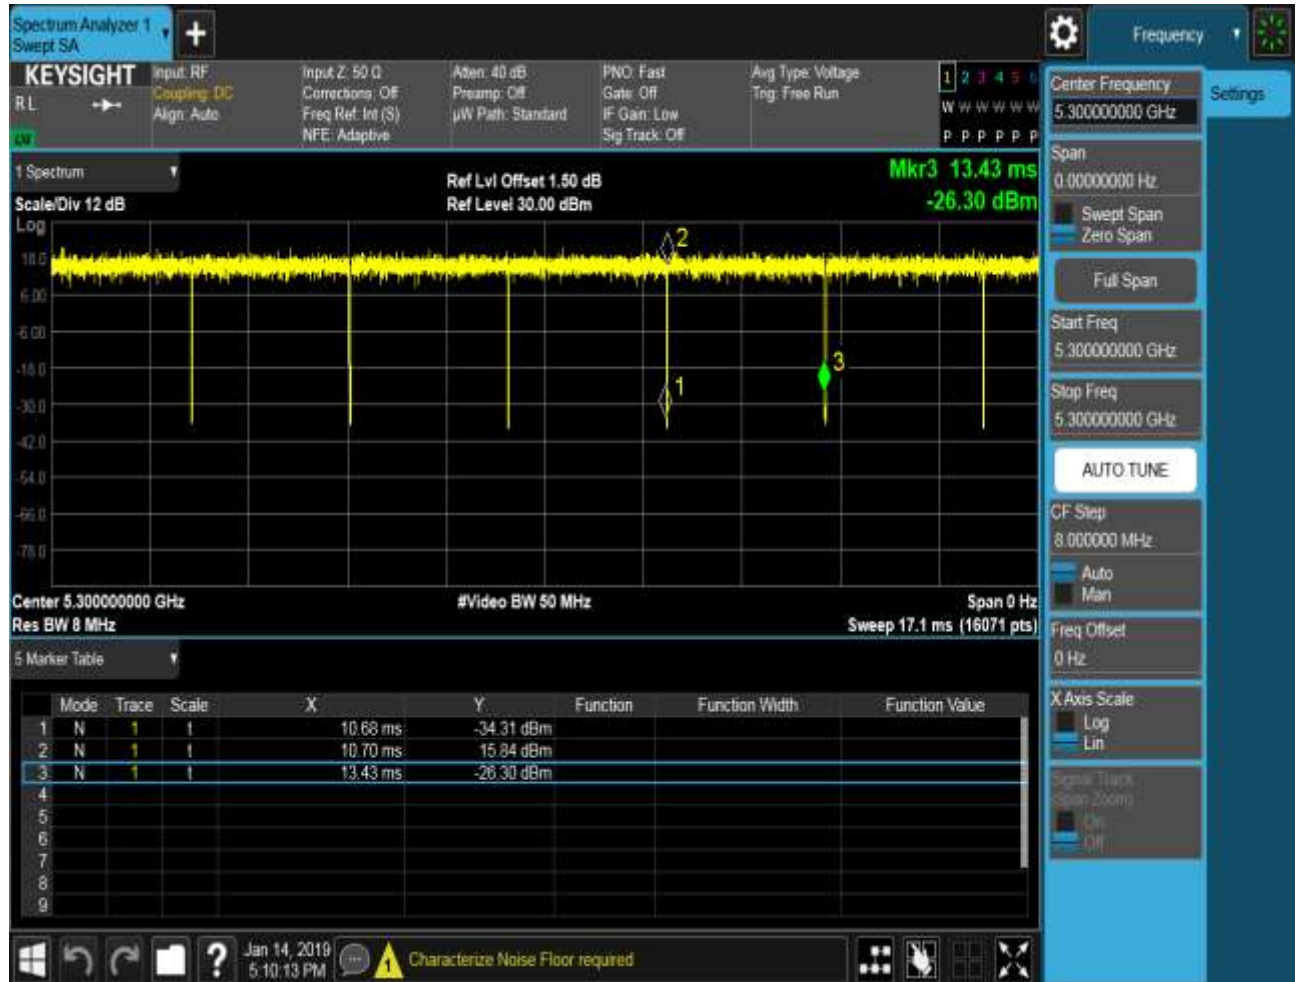 Spectrum Analyzer 1
Swept SA
Frequency
KEYSIGHT
R L
Input: RF
Coupling: DC
Align: Auto
Input Z: 50 Ω
Corrections: Off
Freq Ref: Int (S)
NFE: Adaptive
Atten: 40 dB
Preamp: Off
µW Path: Standard
PNO: Fast
Gate: Off
IF Gain: Low
Sig Track: Off
Avg Type: Voltage
Trig: Free Run
1 2 3 4 5 6
W W W W W W
P P P P P P
1 Spectrum
Scale/Div 12 dB
Ref Lvl Offset 1.50 dB
Ref Level 30.00 dBm
Mkr3 13.43 ms
-26.30 dBm
Log
18.0
6.00
-6.00
-18.0
-30.0
-42.0
-54.0
-66.0
-78.0
2
1
3
Center 5.300000000 GHz
#Video BW 50 MHz
Span 0 Hz
Res BW 8 MHz
Sweep 17.1 ms (16071 pts)
5 Marker Table
Mode Trace Scale X Y Function Function Width Function Value
1 N 1 t 10.68 ms -34.31 dBm
2 N 1 t 10.70 ms 15.84 dBm
3 N 1 t 13.43 ms -26.30 dBm
4
5
6
7
8
9
Jan 14, 2019
5:10:13 PM
1
Characterize Noise Floor required
Center Frequency
5.300000000 GHz
Settings
Span
0.00000000 Hz
Swept Span
Zero Span
Full Span
Start Freq
5.300000000 GHz
Stop Freq
5.300000000 GHz
AUTO TUNE
CF Step
8.000000 MHz
Auto
Man
Freq Offset
0 Hz
X Axis Scale
Log
Lin
Signal Track
(Span Zoom)
On
Off